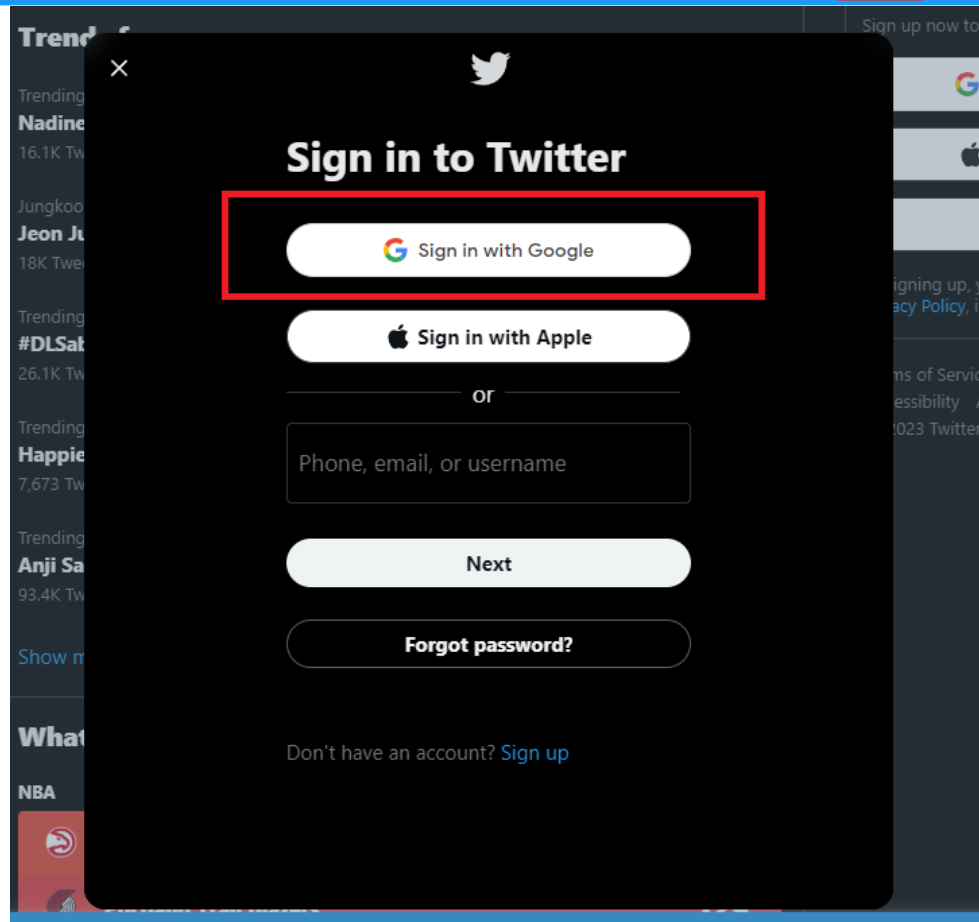 Trend
Trending
Nadine
16.1K Tw
Jungkoo
Jeon Ju
18K Twee
Trending
#DLSab
26.1K Tw
Trending
Happie
7,673 Tw
Trending
Anji Sa
93.4K Tw
Show m
What
NBA
Sign in to Twitter
Sign in with Google
Sign in with Apple
or
Phone, email, or username
Next
Forgot password?
Don't have an account? Sign up
Sign up now to
igning up, y
acy Policy, i
ms of Servic
essibility A
023 Twitter